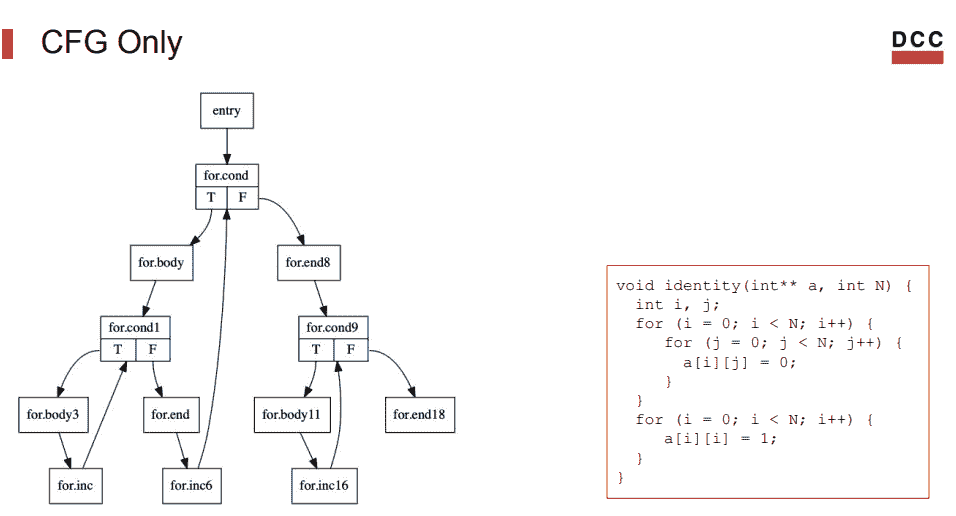 CFG Only
DCC
entry
for.cond
T F
for.body
for.end8
for.cond1
T F
for.cond9
T F
for.body3
for.end
for.body11
for.end18
for.inc
for.inc6
for.inc16
void identity(int** a, int N) {
int i, j;
for (i = 0; i < N; i++) {
for (j = 0; j < N; j++) {
a[i][j] = 0;
}
}
for (i = 0; i < N; i++) {
a[i][i] = 1;
}
}